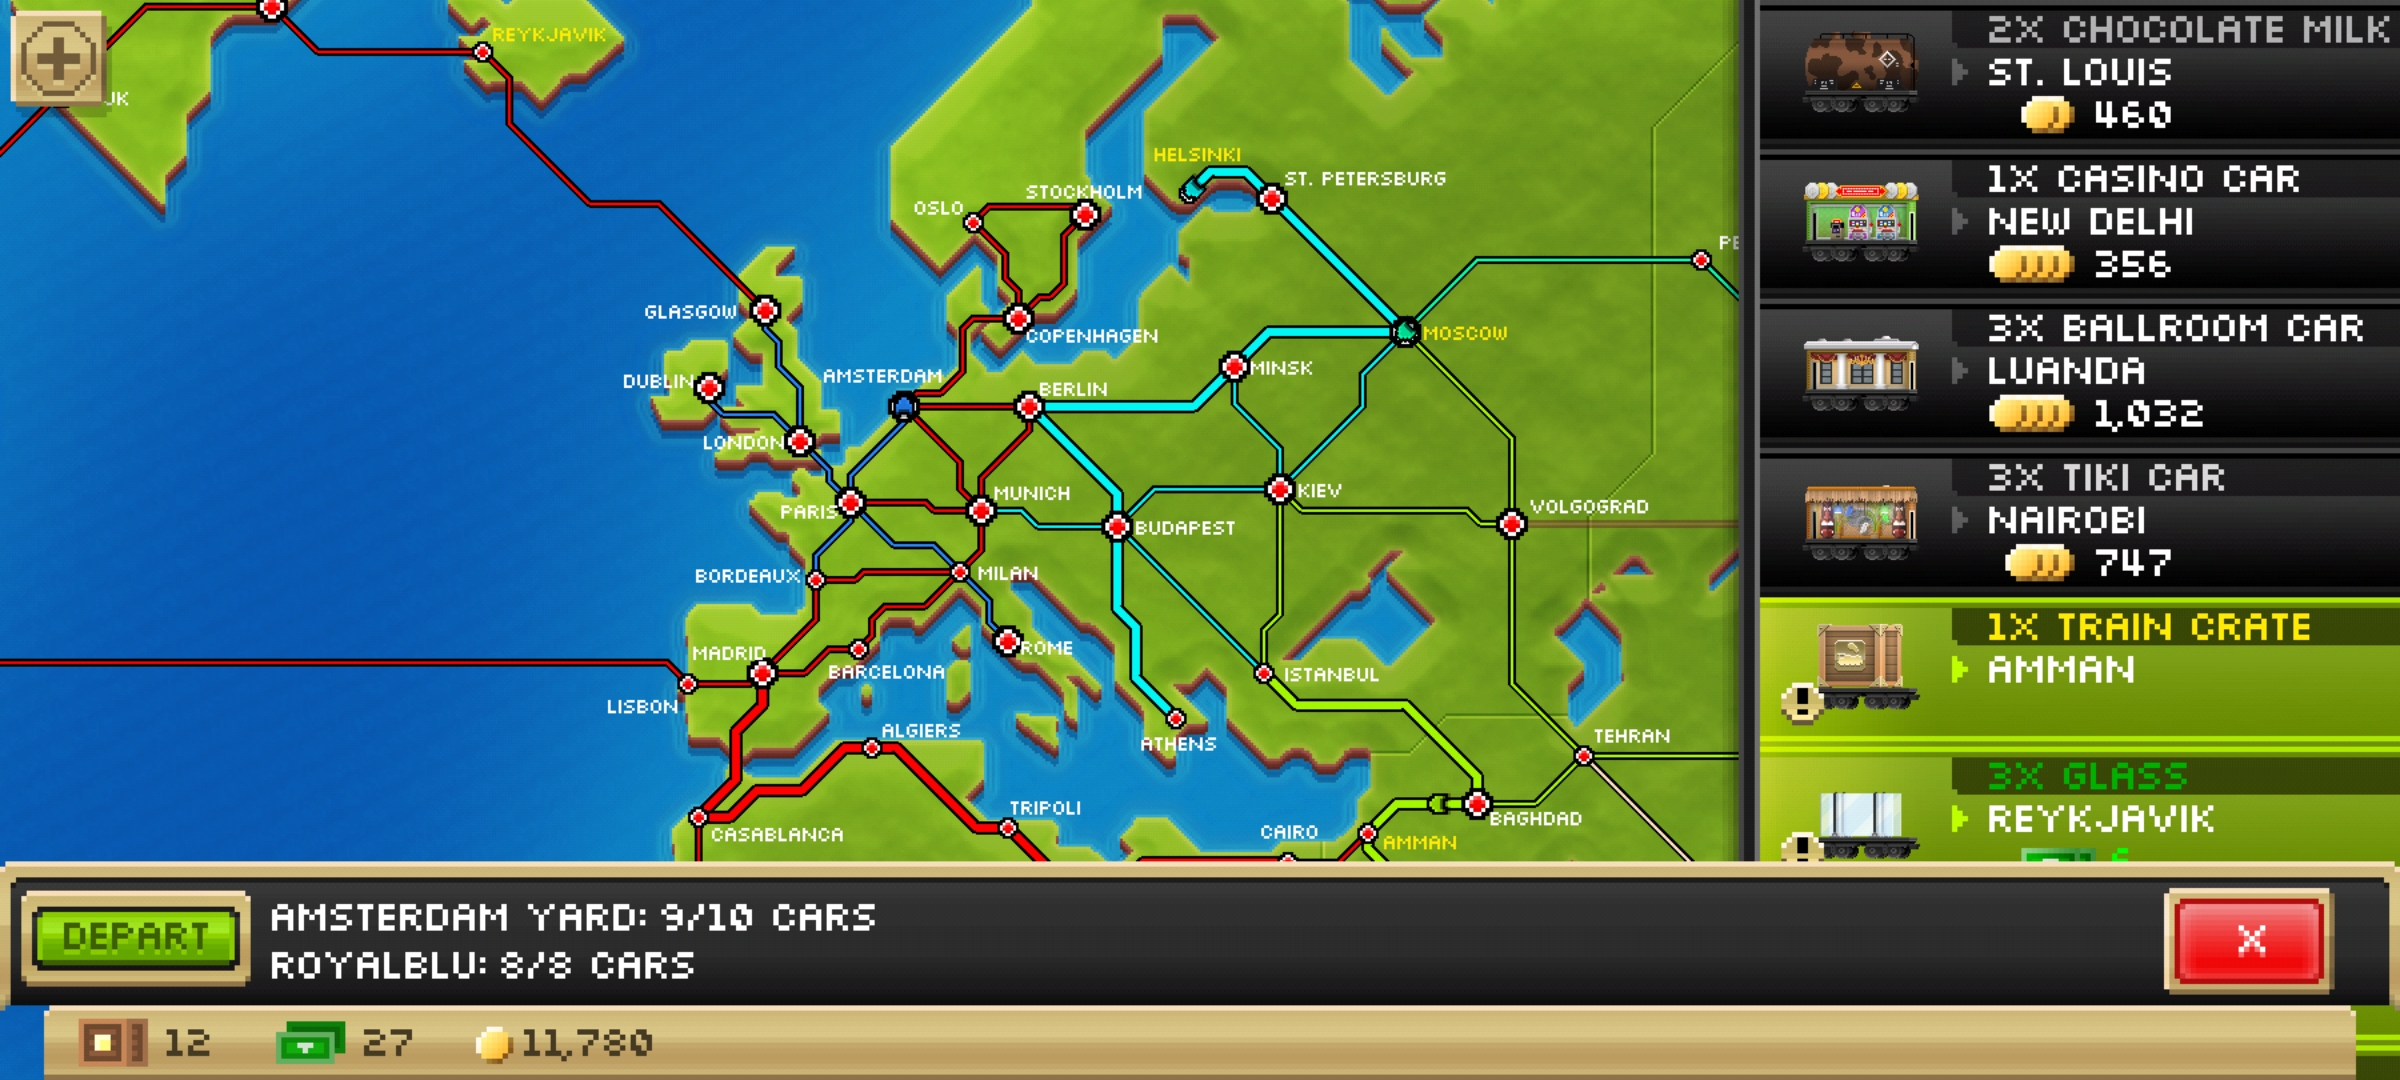 REYKJAVIK
UK
HELSINKI
ST. PETERSBURG
STOCKHOLM
OSLO
PE
GLASGOW
COPENHAGEN
MOSCOW
MINSK
DUBLIN
AMSTERDAM
BERLIN
LONDON
MUNICH
KIEV
PARIS
VOLGOGRAD
BUDAPEST
BORDEAUX
MILAN
MADRID
ROME
BARCELONA
ISTANBUL
LISBON
ALGIERS
ATHENS
TEHRAN
TRIPOLI
CASABLANCA
CAIRO
BAGHDAD
AMMAN
2X CHOCOLATE MILK
ST. LOUIS
460
1X CASINO CAR
NEW DELHI
356
3X BALLROOM CAR
LUANDA
1,032
3X TIKI CAR
NAIROBI
747
1X TRAIN CRATE
AMMAN
3X GLASS
REYKJAVIK
DEPART
AMSTERDAM YARD: 9/10 CARS
ROYALBLU: 8/8 CARS
X
12
27
11,780